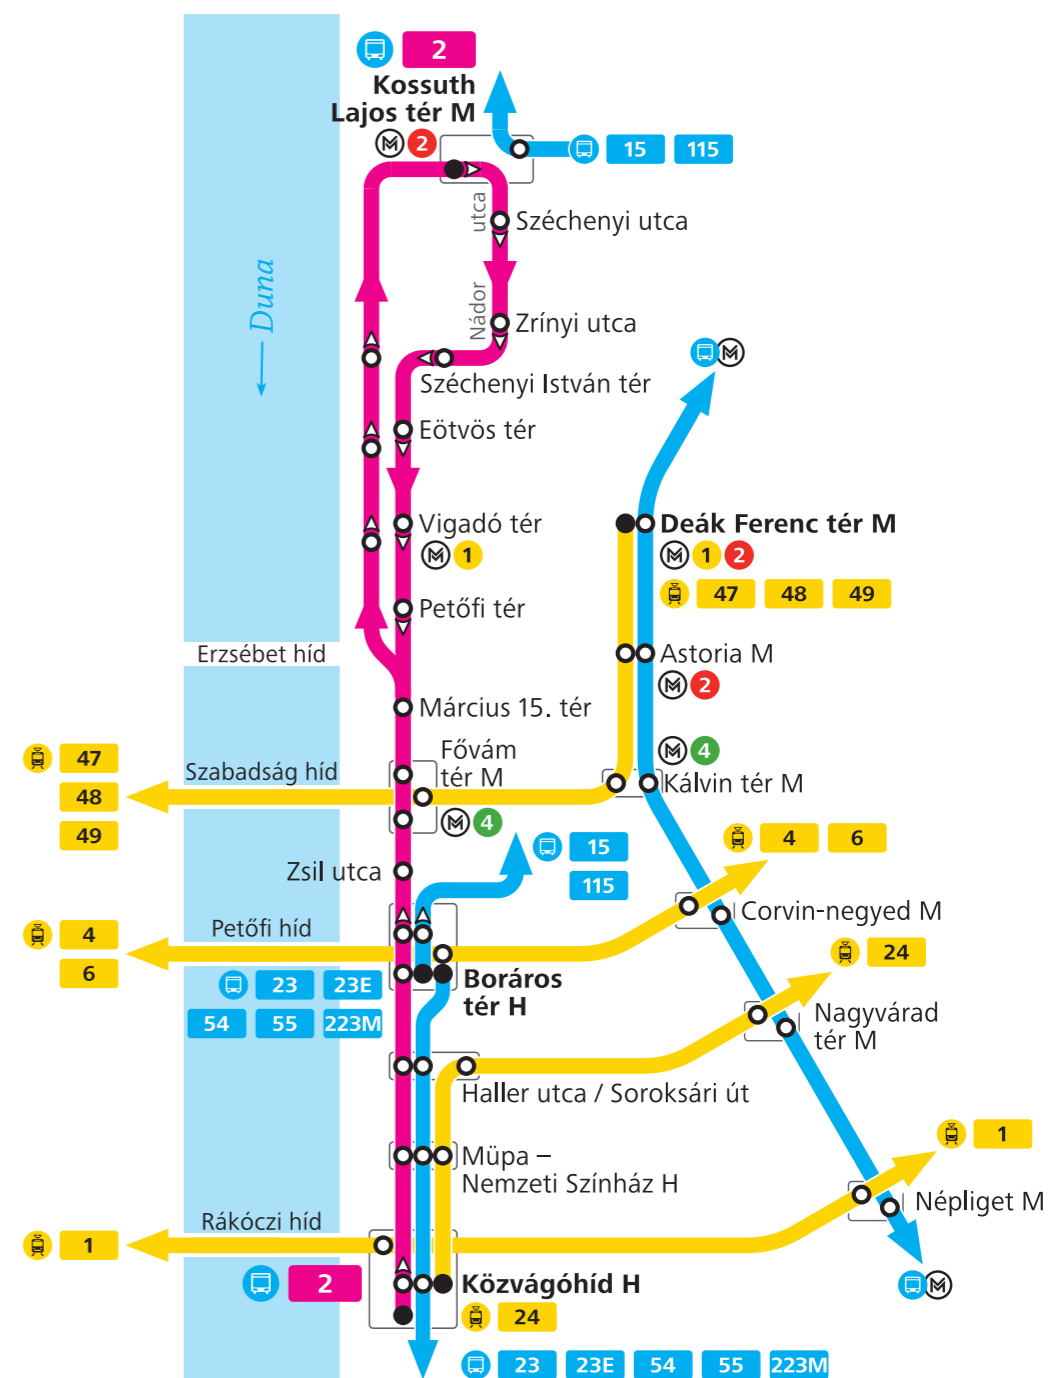 2
Kossuth
Lajos tér M
2
15 115
utca
Széchenyi utca
Nádor
Zrínyi utca
Duna
Széchenyi István tér
Eötvös tér
Vigadó tér
1
Deák Ferenc tér M
1 2
47 48 49
Petőfi tér
Erzsébet híd
Astoria M
2
Március 15. tér
47
48
49
Szabadság híd
Fővám
tér M
4
4
Kálvin tér M
Zsil utca
15
115
4 6
Corvin-negyed M
4
6
Petőfi híd
23 23E
54 55 223M
Boráros
tér H
24
Nagyvárad
tér M
Haller utca / Soroksári út
Müpa –
Nemzeti Színház H
1
Népliget M
1
Rákóczi híd
2
Közvágóhíd H
24
23 23E 54 55 223M